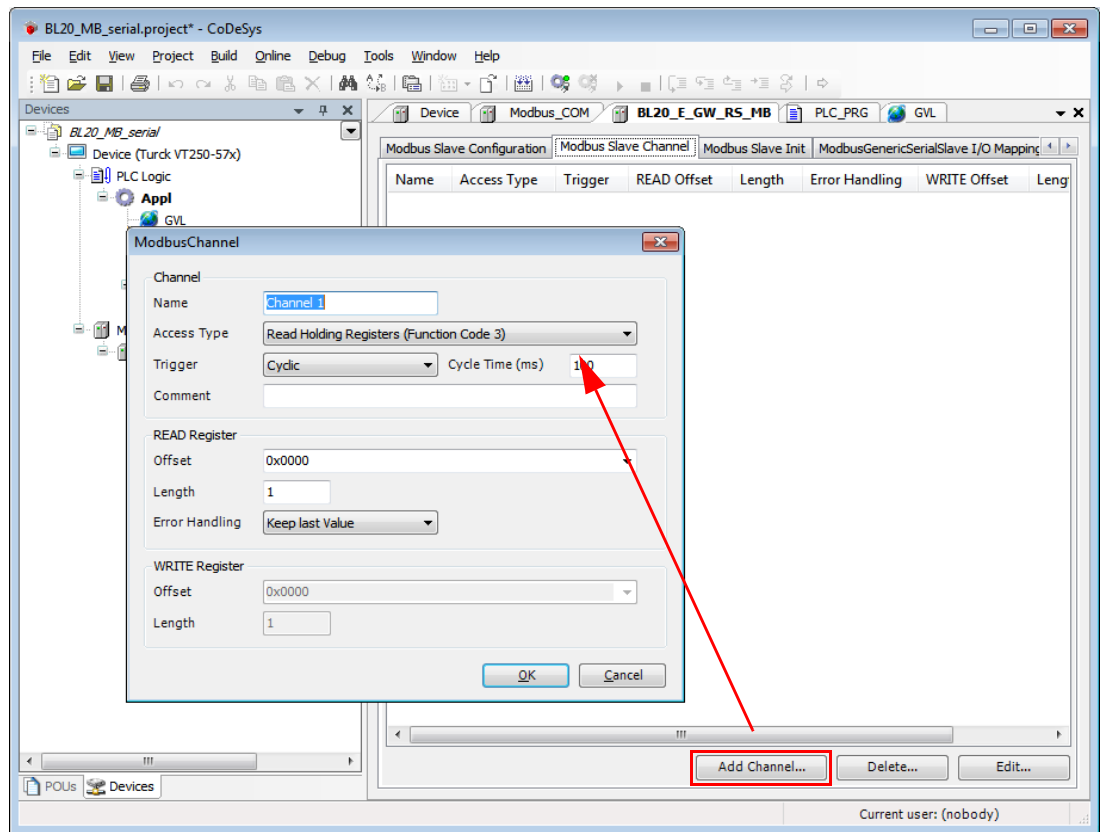 BL20_MB_serial.project* - CoDeSys
File Edit View Project Build Online Debug Tools Window Help
Devices
BL20_MB_serial
Device (Turck VT250-57x)
PLC Logic
Appl
GVL
M
Device Modbus_COM BL20_E_GW_RS_MB PLC_PRG GVL
Modbus Slave Configuration Modbus Slave Channel Modbus Slave Init ModbusGenericSerialSlave I/O Mapping
Name Access Type Trigger READ Offset Length Error Handling WRITE Offset Leng
ModbusChannel
Channel
Name Channel 1
Access Type Read Holding Registers (Function Code 3)
Trigger Cyclic Cycle Time (ms)
Comment
READ Register
Offset 0x0000
Length 1
Error Handling Keep last Value
WRITE Register
Offset 0x0000
Length 1
OK Cancel
Add Channel... Delete... Edit...
POUs Devices
Current user: (nobody)